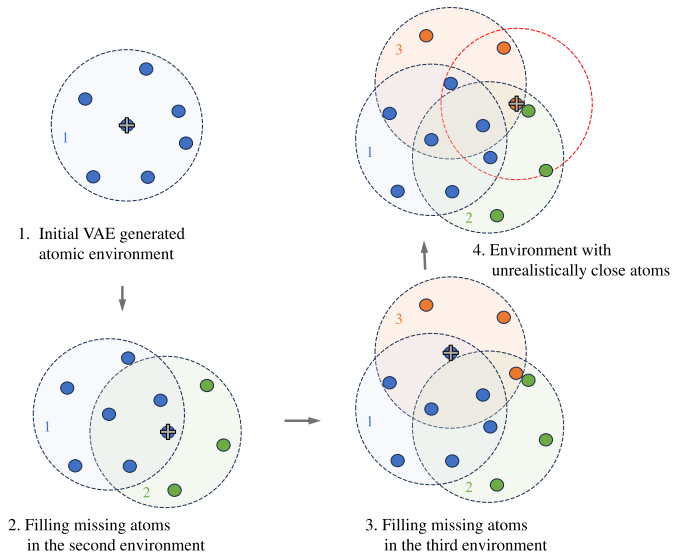 1
1. Initial VAE generated
atomic environment
1
2
2. Filling missing atoms
in the second environment
3
1
2
3. Filling missing atoms
in the third environment
3
1
2
4. Environment with
unrealistically close atoms